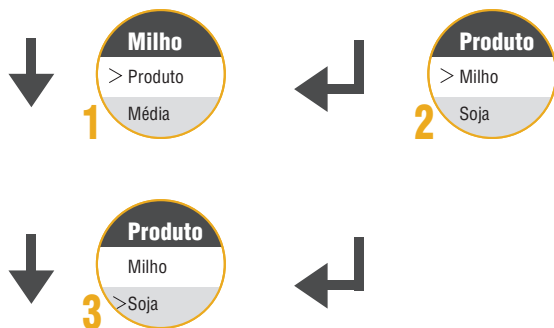 Milho
> Produto
Média
1
Produto
> Milho
Soja
2
Produto
Milho
>Soja
3